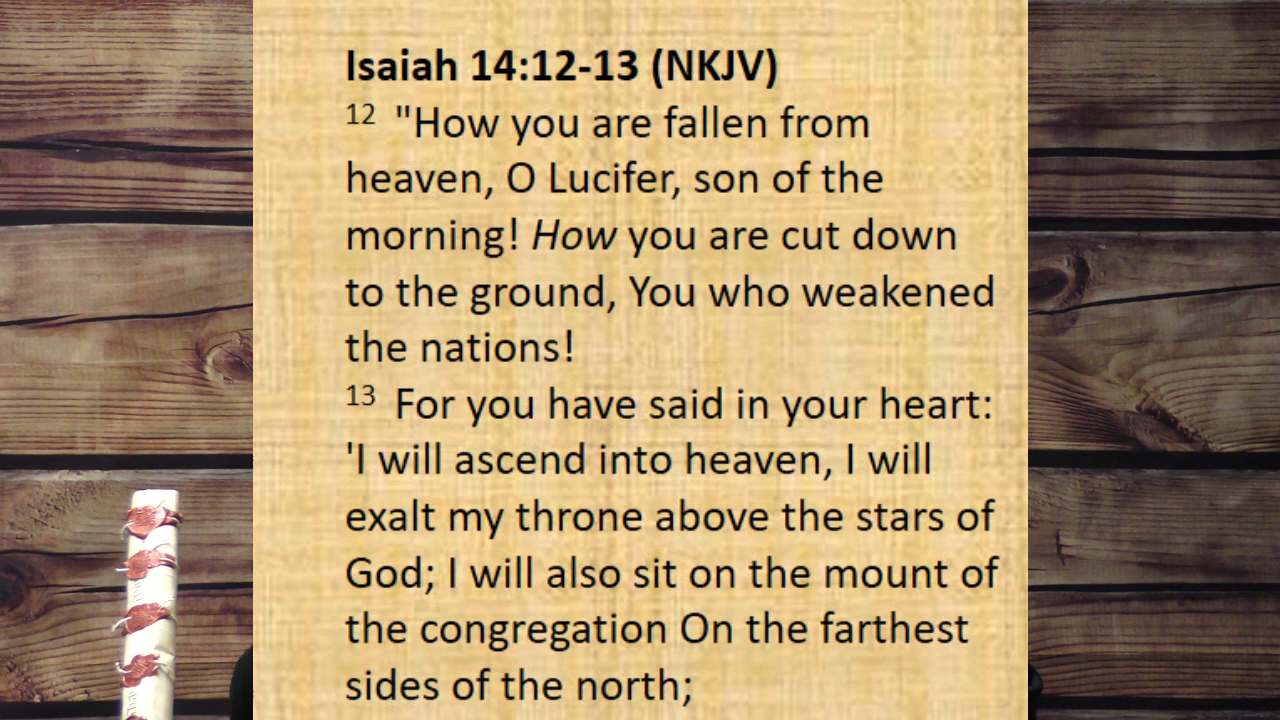 Isaiah 14:12-13 (NKJV)
12 "How you are fallen from
heaven, O Lucifer, son of the
morning! How you are cut down
to the ground, You who weakened
the nations!
13 For you have said in your heart:
'I will ascend into heaven, I will
exalt my throne above the stars of
God; I will also sit on the mount of
the congregation On the farthest
sides of the north;